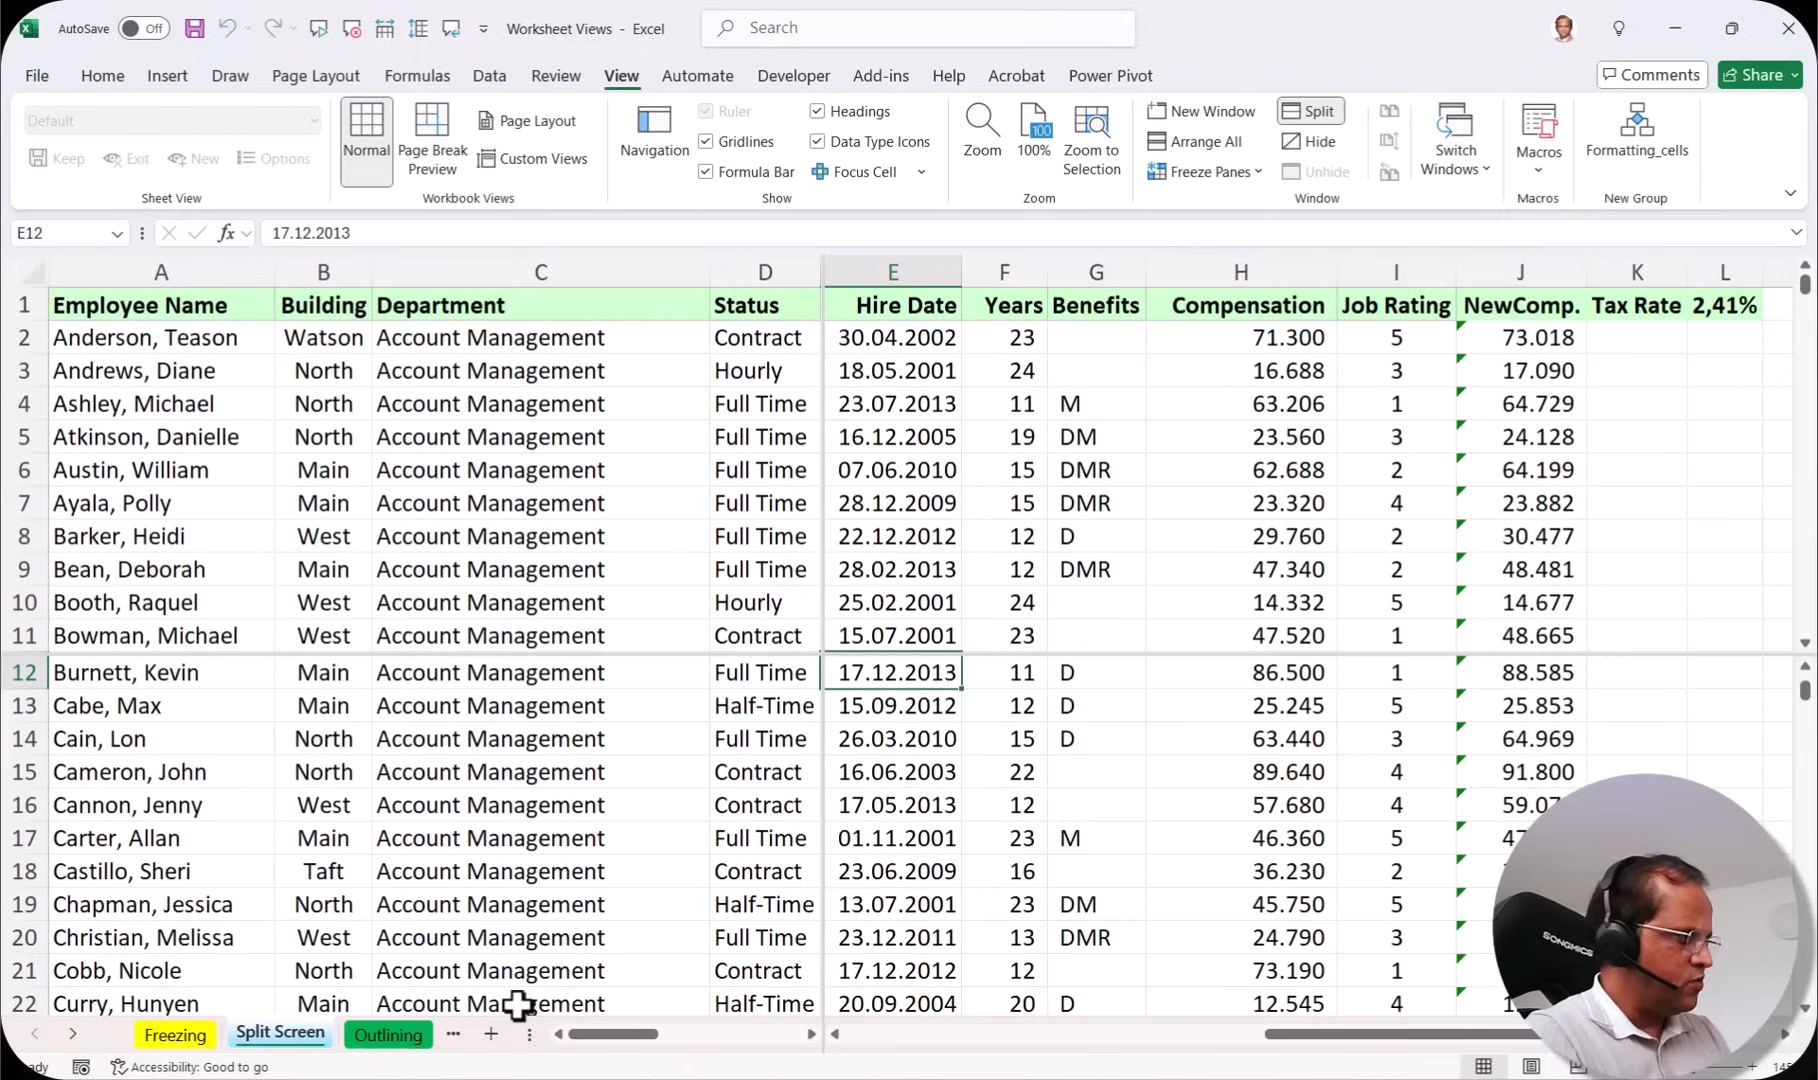 AutoSave Off Worksheet Views - Excel Search
File Home Insert Draw Page Layout Formulas Data Review View Automate Developer Add-ins Help Acrobat Power Pivot Comments Share
Default
Keep Exit New Options
Sheet View
Normal
Page Break Preview
Page Layout
Custom Views
Workbook Views
Navigation
Ruler
Gridlines
Formula Bar
Headings
Data Type Icons
Focus Cell
Show
Zoom
100
100%
Zoom to Selection
Zoom
New Window
Arrange All
Freeze Panes
Split
Hide
Unhide
Switch Windows
Window
Macros
Macros
Formatting_cells
New Group
E12 fx 17.12.2013
A B C D E F G H I J K L
1 Employee Name Building Department Status Hire Date Years Benefits Compensation Job Rating NewComp. Tax Rate 2,41%
2 Anderson, Teason Watson Account Management Contract 30.04.2002 23 71.300 5 73.018
3 Andrews, Diane North Account Management Hourly 18.05.2001 24 16.688 3 17.090
4 Ashley, Michael North Account Management Full Time 23.07.2013 11 M 63.206 1 64.729
5 Atkinson, Danielle North Account Management Full Time 16.12.2005 19 DM 23.560 3 24.128
6 Austin, William Main Account Management Full Time 07.06.2010 15 DMR 62.688 2 64.199
7 Ayala, Polly Main Account Management Full Time 28.12.2009 15 DMR 23.320 4 23.882
8 Barker, Heidi West Account Management Full Time 22.12.2012 12 D 29.760 2 30.477
9 Bean, Deborah Main Account Management Full Time 28.02.2013 12 DMR 47.340 2 48.481
10 Booth, Raquel West Account Management Hourly 25.02.2001 24 14.332 5 14.677
11 Bowman, Michael West Account Management Contract 15.07.2001 23 47.520 1 48.665
12 Burnett, Kevin Main Account Management Full Time 17.12.2013 11 D 86.500 1 88.585
13 Cabe, Max Main Account Management Half-Time 15.09.2012 12 D 25.245 5 25.853
14 Cain, Lon North Account Management Full Time 26.03.2010 15 D 63.440 3 64.969
15 Cameron, John North Account Management Contract 16.06.2003 22 89.640 4 91.800
16 Cannon, Jenny West Account Management Contract 17.05.2013 12 57.680 4
17 Carter, Allan Main Account Management Full Time 01.11.2001 23 M 46.360 5
18 Castillo, Sheri Taft Account Management Contract 23.06.2009 16 36.230 2
19 Chapman, Jessica North Account Management Half-Time 13.07.2001 23 DM 45.750 5
20 Christian, Melissa West Account Management Full Time 23.12.2011 13 DMR 24.790 3
21 Cobb, Nicole North Account Management Contract 17.12.2012 12 73.190 1
22 Curry, Hunyen Main Account Management Half-Time 20.09.2004 20 D 12.545 4
SONGMICS
Freezing Split Screen Outlining
Accessibility: Good to go